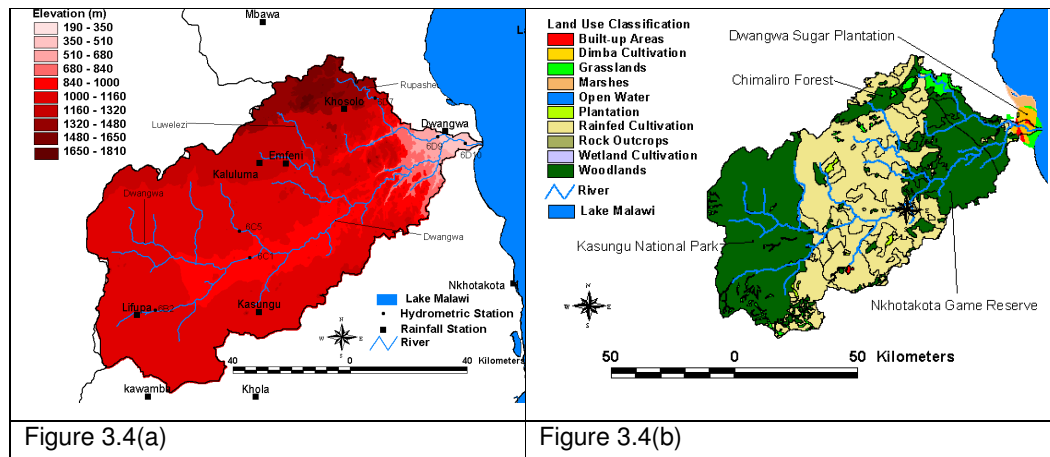 Elevation (m)
190 - 350
350 - 510
510 - 680
680 - 840
840 - 1000
1000 - 1160
1160 - 1320
1320 - 1480
1480 - 1650
1650 - 1810
Mbawa
L
Rupashe
Khosolo
Luwelezi
Dwangwa
6D9
6D10
Emfeni
Kaluluma
Dwangwa
6C5
Dwangwa
6C1
Nkhotakota
Lifupa
Kasungu
Lake Malawi
Hydrometric Station
Rainfall Station
River
N
W E
S
40 0 40
Kilometers
kawamba
Khola
Figure 3.4(a)
Land Use Classification
Built-up Areas
Dimba Cultivation
Grasslands
Marshes
Open Water
Plantation
Rainfed Cultivation
Rock Outcrops
Wetland Cultivation
Woodlands
River
Lake Malawi
Dwangwa Sugar Plantation
Chimaliro Forest
Kasungu National Park
Nkhotakota Game Reserve
N
W E
S
50 0 50 Kilometers
Figure 3.4(b)